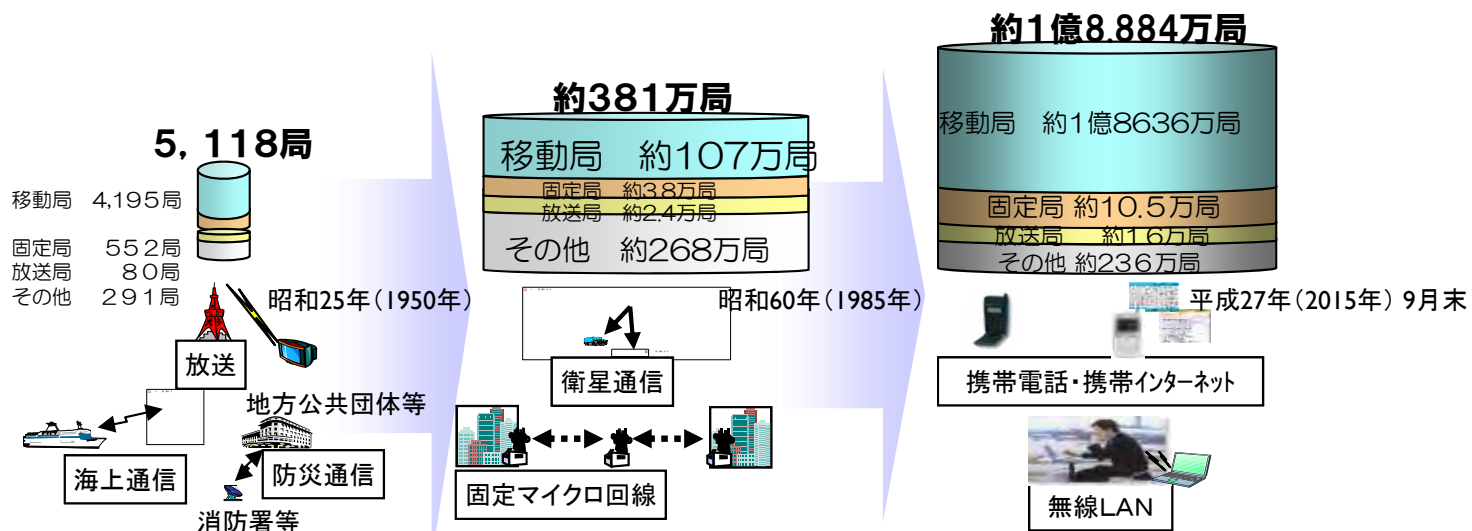 5,118局
移動局 4,195局
固定局 552局
放送局 80局
その他 291局
昭和25年(1950年)
放送
地方公共団体等
海上通信
防災通信
消防署等
約381万局
移動局 約107万局
固定局 約3.8万局
放送局 約2.4万局
その他 約268万局
昭和60年(1985年)
衛星通信
固定マイクロ回線
約1億8,884万局
移動局 約1億8636万局
固定局 約10.5万局
放送局 約1.6万局
その他 約236万局
平成27年(2015年) 9月末
携帯電話・携帯インターネット
無線LAN